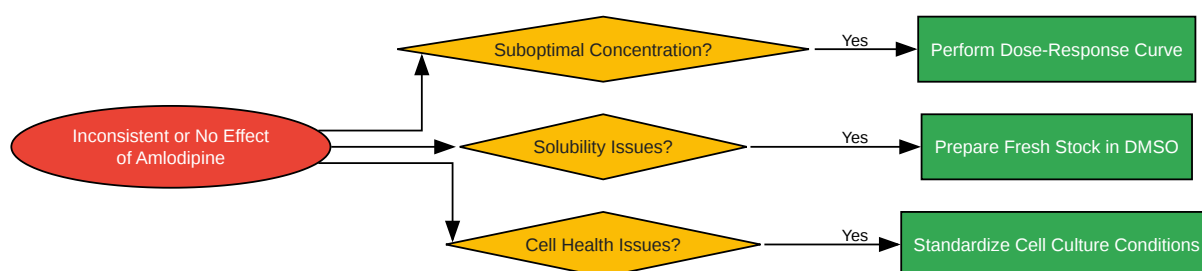 Suboptimal Concentration?
Yes
Perform Dose-Response Curve
Inconsistent or No Effect
of Amlodipine
Solubility Issues?
Yes
Prepare Fresh Stock in DMSO
Cell Health Issues?
Yes
Standardize Cell Culture Conditions